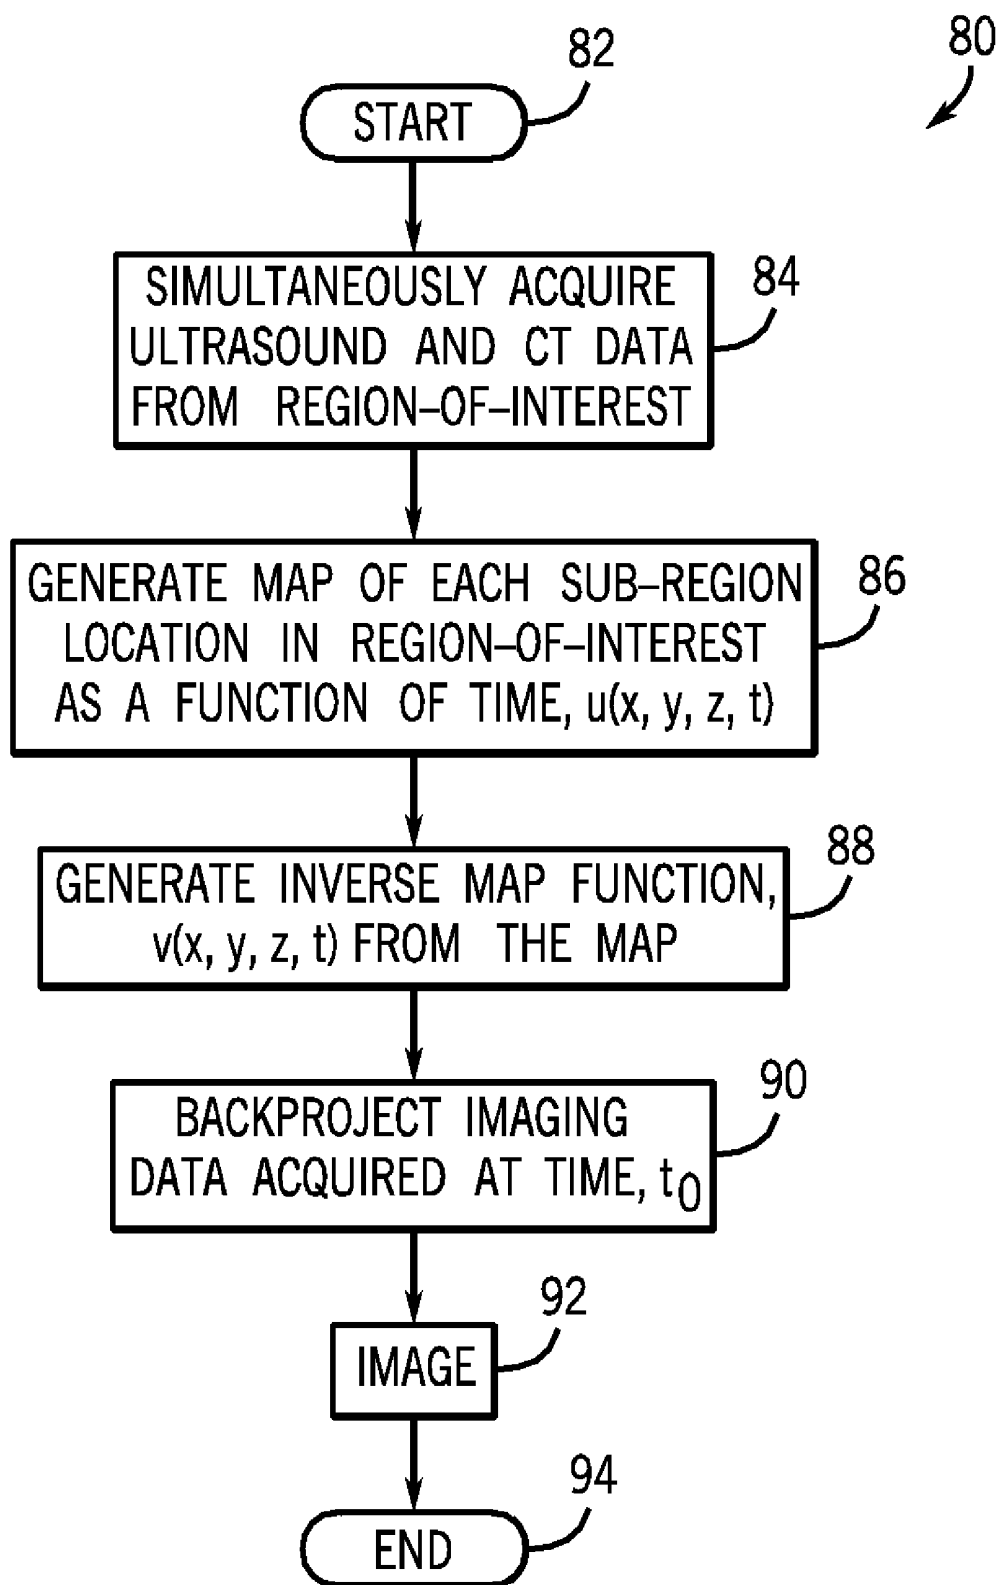 82
80
START
SIMULTANEOUSLY ACQUIRE
ULTRASOUND AND CT DATA
FROM REGION–OF–INTEREST
84
GENERATE MAP OF EACH SUB–REGION
LOCATION IN REGION–OF–INTEREST
AS A FUNCTION OF TIME, u(x, y, z, t)
86
GENERATE INVERSE MAP FUNCTION,
v(x, y, z, t) FROM THE MAP
88
BACKPROJECT IMAGING
DATA ACQUIRED AT TIME, t0
90
IMAGE
92
END
94